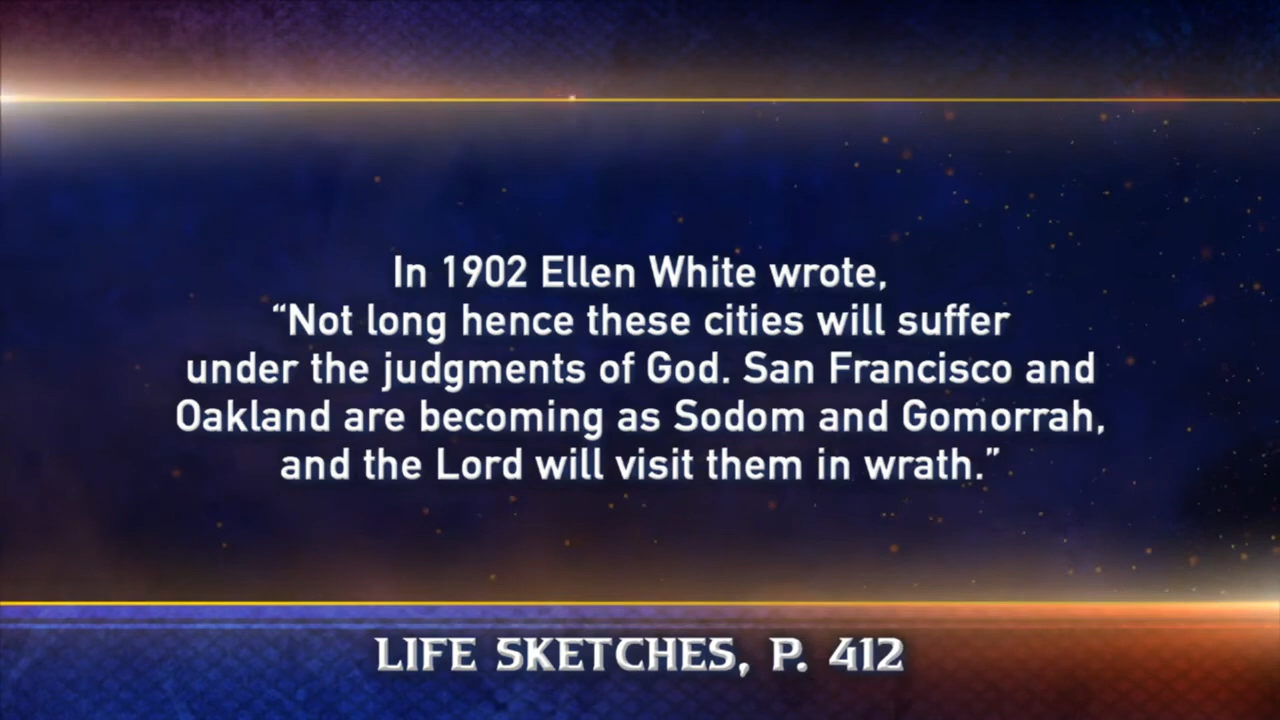 In 1902 Ellen White wrote,
“Not long hence these cities will suffer
under the judgments of God. San Francisco and
Oakland are becoming as Sodom and Gomorrah,
and the Lord will visit them in wrath.”
LIFE SKETCHES, P. 412